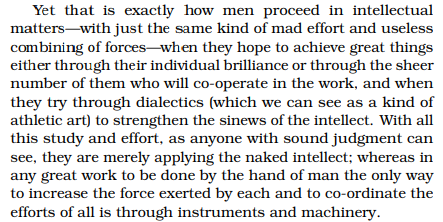 Yet that is exactly how men proceed in intellectual
matters—with just the same kind of mad effort and useless
combining of forces—when they hope to achieve great things
either through their individual brilliance or through the sheer
number of them who will co-operate in the work, and when
they try through dialectics (which we can see as a kind of
athletic art) to strengthen the sinews of the intellect. With all
this study and effort, as anyone with sound judgment can
see, they are merely applying the naked intellect; whereas in
any great work to be done by the hand of man the only way
to increase the force exerted by each and to co-ordinate the
efforts of all is through instruments and machinery.